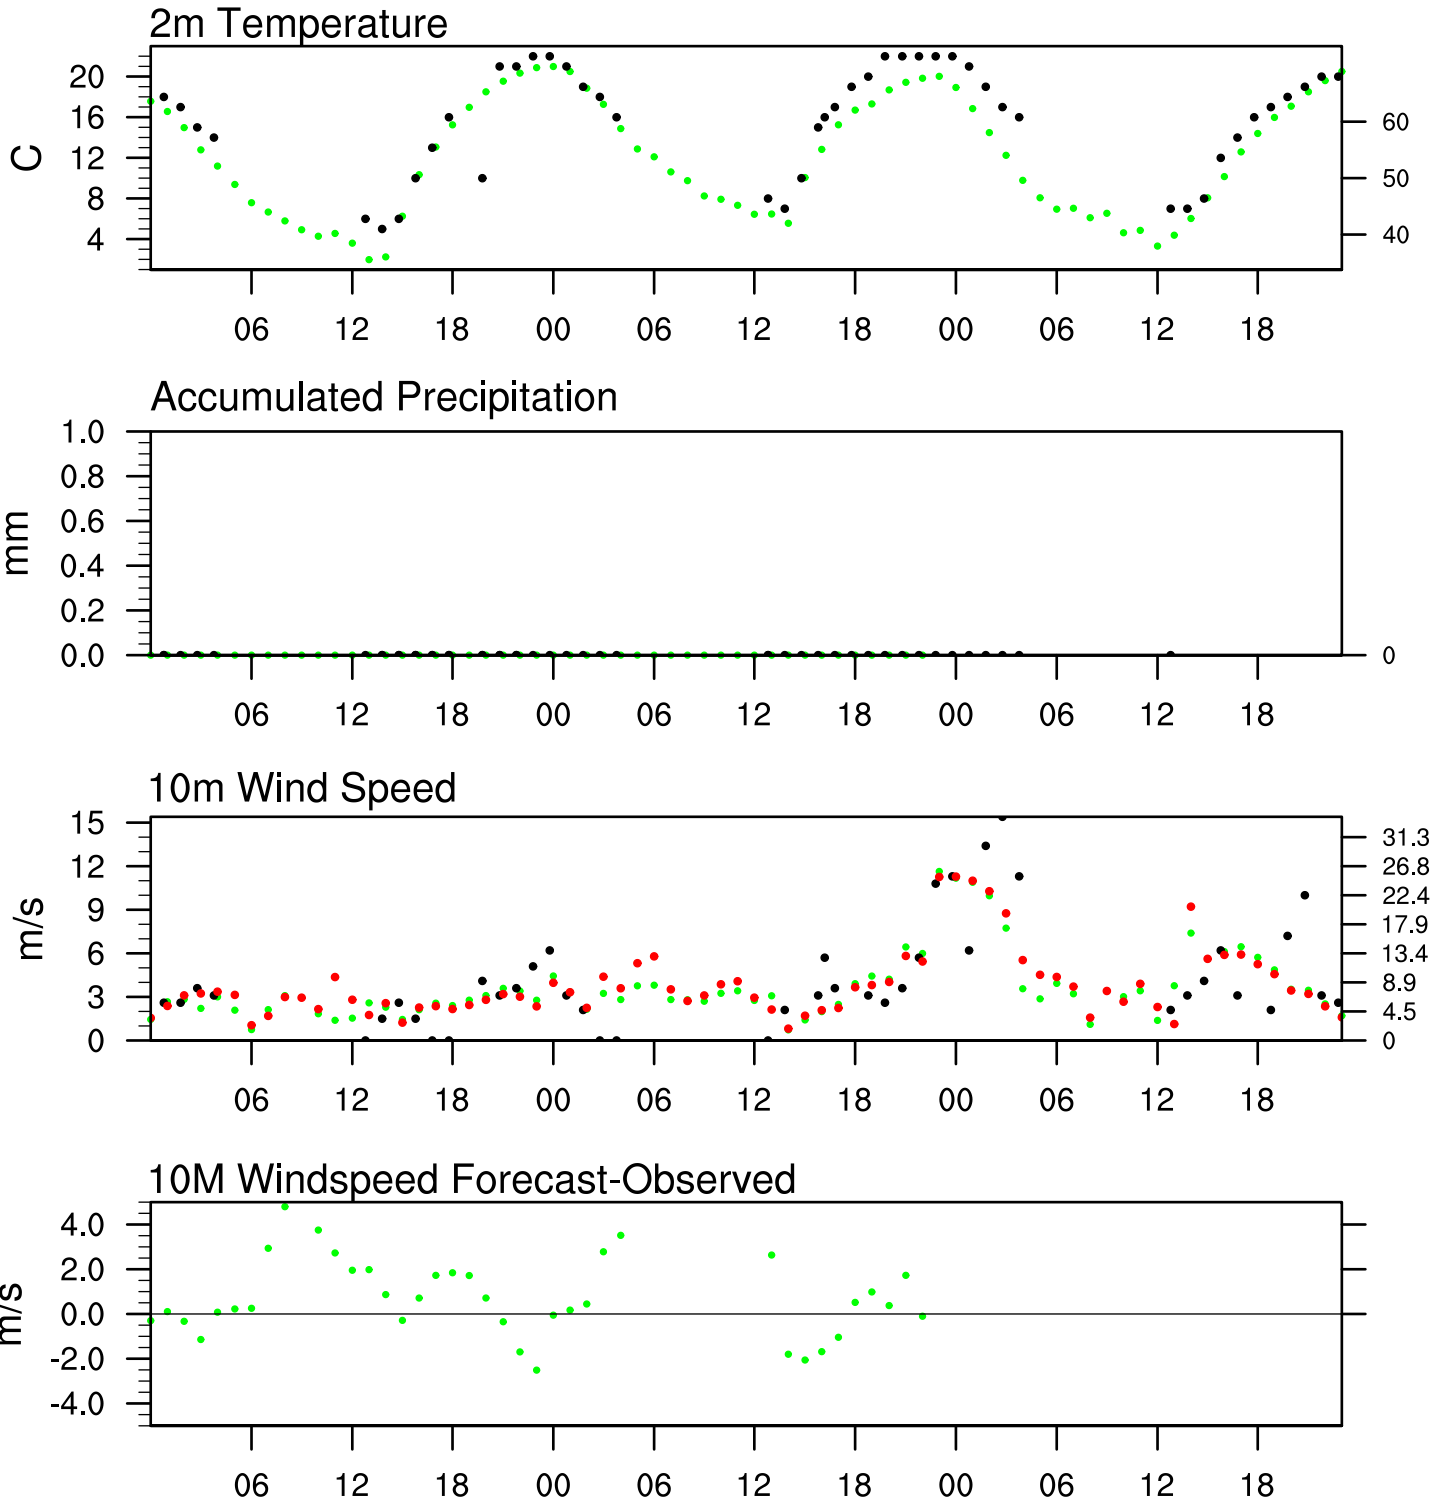 2m Temperature
20
16
12
8
4
C
60
50
40
06 12 18 00 06 12 18 00 06 12 18
Accumulated Precipitation
1.0
0.8
0.6
0.4
0.2
0.0
mm
0
06 12 18 00 06 12 18 00 06 12 18
10m Wind Speed
15
12
9
6
3
0
m/s
31.3
26.8
22.4
17.9
13.4
8.9
4.5
0
06 12 18 00 06 12 18 00 06 12 18
10M Windspeed Forecast-Observed
4.0
2.0
0.0
-2.0
-4.0
m/s
06 12 18 00 06 12 18 00 06 12 18